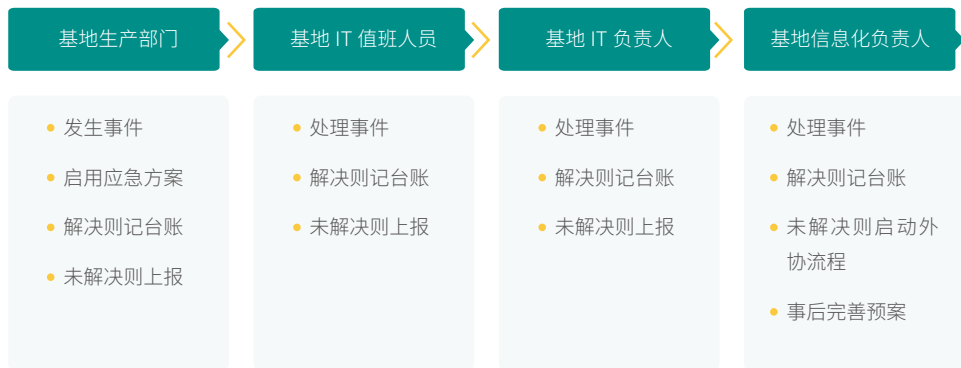 基地生产部门
发生事件
启用应急方案
解决则记台账
未解决则上报
基地 IT 值班人员
处理事件
解决则记台账
未解决则上报
基地 IT 负责人
处理事件
解决则记台账
未解决则上报
基地信息化负责人
处理事件
解决则记台账
未解决则启动外
协流程
事后完善预案